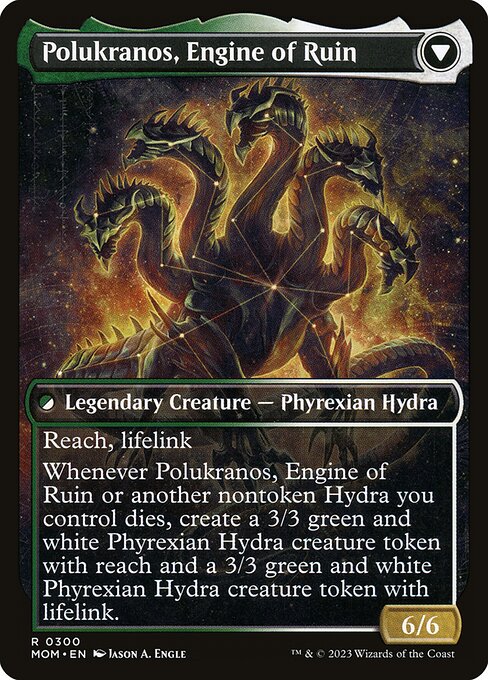 Polukranos, Engine of Ruin
Legendary Creature — Phyrexian Hydra
Reach, lifelink
Whenever Polukranos, Engine of
Ruin or another nontoken Hydra you
control dies, create a 3/3 green and
white Phyrexian Hydra creature token
with reach and a 3/3 green and white
Phyrexian Hydra creature token with
lifelink.
6/6
R 0300
MOM • EN Jason A. Engle
™ & © 2023 Wizards of the Coast